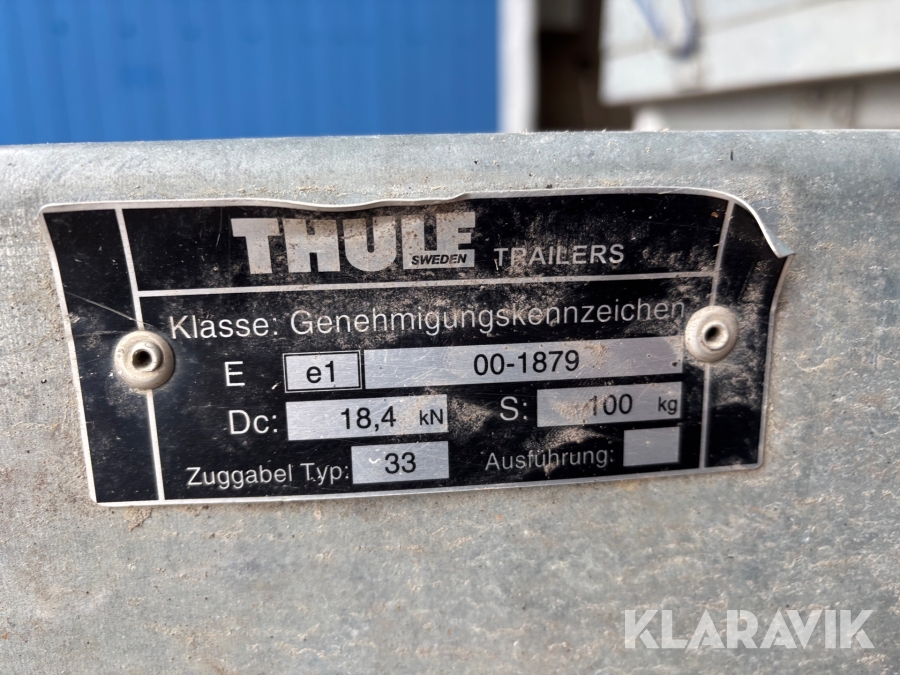 THULE
SWEDEN
TRAILERS
Klasse: Genehmigungskennzeichen
E e1 00-1879
Dc: 18,4 kN S: 100 kg
Zuggabel Typ: 33 Ausführung:
KLARAVIK